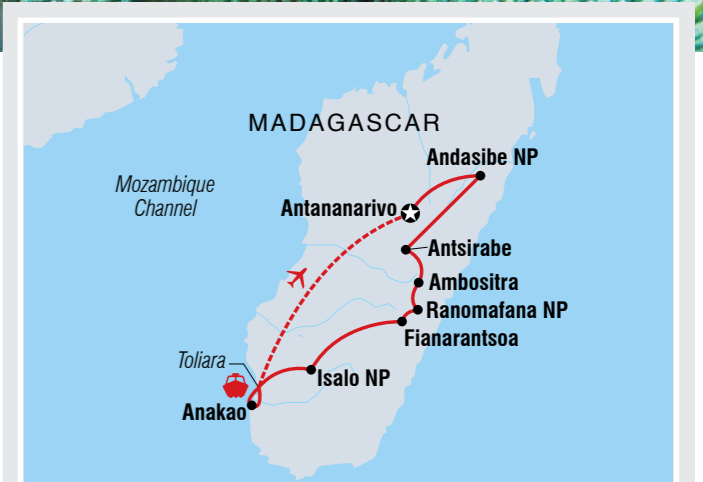 MADAGASCAR
Andasibe NP
Mozambique
Channel
Antananarivo
Antsirabe
Ambositra
Ranomafana NP
Fianarantsoa
Toliara
Isalo NP
Anakao